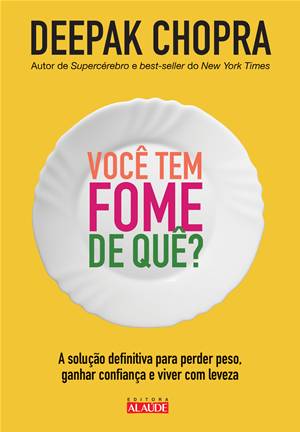 DEEPAK CHOPRA
Autor de Supercérebro e best-seller do New York Times
VOCÊ TEM
FOME
DE QUÊ?
A solução definitiva para perder peso,
ganhar confiança e viver com leveza
EDITORA
ALAÚDE